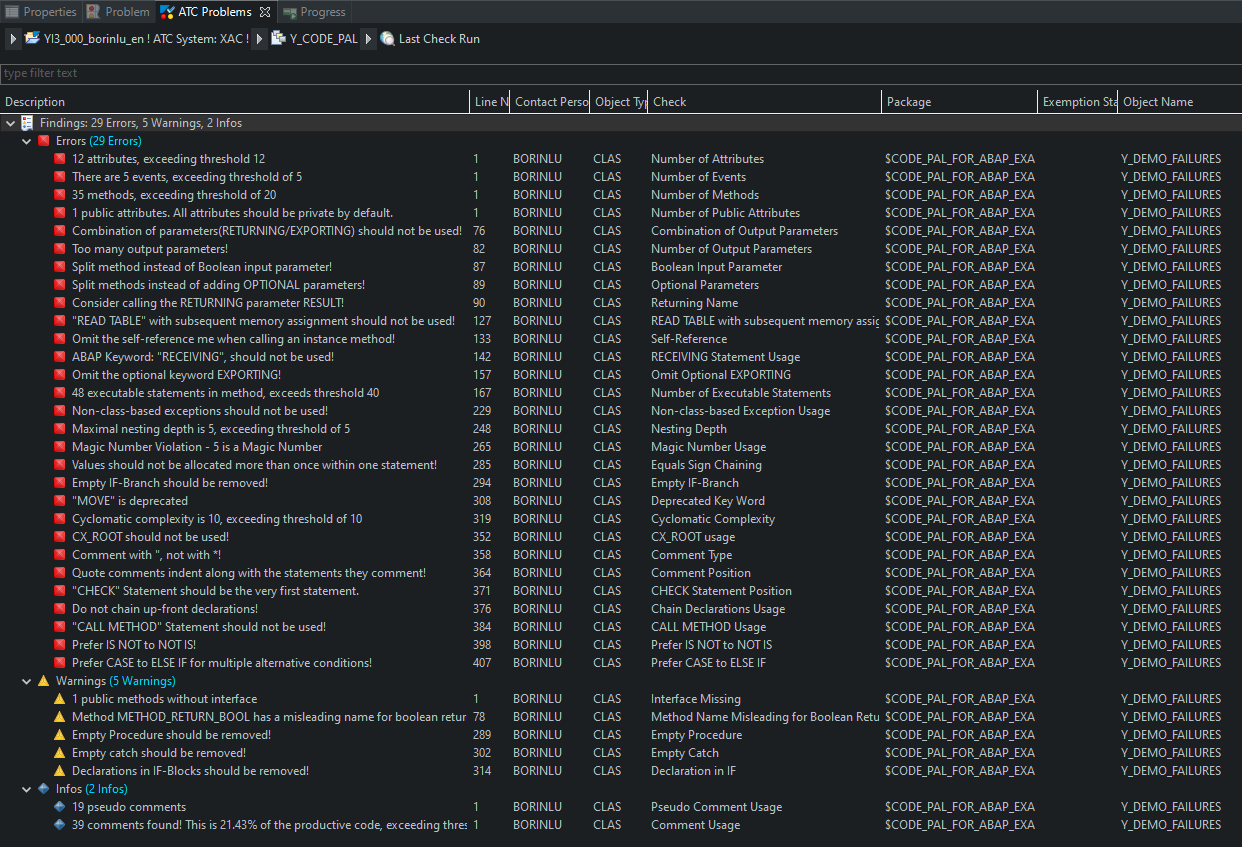 Properties Problem ATC Problems Progress
YI3_000_borinlu_en ! ATC System: XAC ! Y_CODE_PAL Last Check Run
type filter text
Description Line N Contact Perso Object Typ Check Package Exemption Sta Object Name
Findings: 29 Errors, 5 Warnings, 2 Infos
Errors (29 Errors)
12 attributes, exceeding threshold 12 1 BORINLU CLAS Number of Attributes $CODE_PAL_FOR_ABAP_EXA Y_DEMO_FAILURES
There are 5 events, exceeding threshold of 5 1 BORINLU CLAS Number of Events $CODE_PAL_FOR_ABAP_EXA Y_DEMO_FAILURES
35 methods, exceeding threshold of 20 1 BORINLU CLAS Number of Methods $CODE_PAL_FOR_ABAP_EXA Y_DEMO_FAILURES
1 public attributes. All attributes should be private by default. 1 BORINLU CLAS Number of Public Attributes $CODE_PAL_FOR_ABAP_EXA Y_DEMO_FAILURES
Combination of parameters(RETURNING/EXPORTING) should not be used! 76 BORINLU CLAS Combination of Output Parameters $CODE_PAL_FOR_ABAP_EXA Y_DEMO_FAILURES
Too many output parameters! 82 BORINLU CLAS Number of Output Parameters $CODE_PAL_FOR_ABAP_EXA Y_DEMO_FAILURES
Split method instead of Boolean input parameter! 87 BORINLU CLAS Boolean Input Parameter $CODE_PAL_FOR_ABAP_EXA Y_DEMO_FAILURES
Split methods instead of adding OPTIONAL parameters! 89 BORINLU CLAS Optional Parameters $CODE_PAL_FOR_ABAP_EXA Y_DEMO_FAILURES
Consider calling the RETURNING parameter RESULT! 90 BORINLU CLAS Returning Name $CODE_PAL_FOR_ABAP_EXA Y_DEMO_FAILURES
"READ TABLE" with subsequent memory assignment should not be used! 127 BORINLU CLAS READ TABLE with subsequent memory assig $CODE_PAL_FOR_ABAP_EXA Y_DEMO_FAILURES
Omit the self-reference me when calling an instance method! 133 BORINLU CLAS Self-Reference $CODE_PAL_FOR_ABAP_EXA Y_DEMO_FAILURES
ABAP Keyword: "RECEIVING", should not be used! 142 BORINLU CLAS RECEIVING Statement Usage $CODE_PAL_FOR_ABAP_EXA Y_DEMO_FAILURES
Omit the optional keyword EXPORTING! 157 BORINLU CLAS Omit Optional EXPORTING $CODE_PAL_FOR_ABAP_EXA Y_DEMO_FAILURES
48 executable statements in method, exceeds threshold 40 167 BORINLU CLAS Number of Executable Statements $CODE_PAL_FOR_ABAP_EXA Y_DEMO_FAILURES
Non-class-based exceptions should not be used! 229 BORINLU CLAS Non-class-based Exception Usage $CODE_PAL_FOR_ABAP_EXA Y_DEMO_FAILURES
Maximal nesting depth is 5, exceeding threshold of 5 248 BORINLU CLAS Nesting Depth $CODE_PAL_FOR_ABAP_EXA Y_DEMO_FAILURES
Magic Number Violation - 5 is a Magic Number 265 BORINLU CLAS Magic Number Usage $CODE_PAL_FOR_ABAP_EXA Y_DEMO_FAILURES
Values should not be allocated more than once within one statement! 285 BORINLU CLAS Equals Sign Chaining $CODE_PAL_FOR_ABAP_EXA Y_DEMO_FAILURES
Empty IF-Branch should be removed! 294 BORINLU CLAS Empty IF-Branch $CODE_PAL_FOR_ABAP_EXA Y_DEMO_FAILURES
"MOVE" is deprecated 308 BORINLU CLAS Deprecated Key Word $CODE_PAL_FOR_ABAP_EXA Y_DEMO_FAILURES
Cyclomatic complexity is 10, exceeding threshold of 10 319 BORINLU CLAS Cyclomatic Complexity $CODE_PAL_FOR_ABAP_EXA Y_DEMO_FAILURES
CX_ROOT should not be used! 352 BORINLU CLAS CX_ROOT usage $CODE_PAL_FOR_ABAP_EXA Y_DEMO_FAILURES
Comment with ", not with *! 358 BORINLU CLAS Comment Type $CODE_PAL_FOR_ABAP_EXA Y_DEMO_FAILURES
Quote comments indent along with the statements they comment! 364 BORINLU CLAS Comment Position $CODE_PAL_FOR_ABAP_EXA Y_DEMO_FAILURES
"CHECK" Statement should be the very first statement. 371 BORINLU CLAS CHECK Statement Position $CODE_PAL_FOR_ABAP_EXA Y_DEMO_FAILURES
Do not chain up-front declarations! 376 BORINLU CLAS Chain Declarations Usage $CODE_PAL_FOR_ABAP_EXA Y_DEMO_FAILURES
"CALL METHOD" Statement should not be used! 384 BORINLU CLAS CALL METHOD Usage $CODE_PAL_FOR_ABAP_EXA Y_DEMO_FAILURES
Prefer IS NOT to NOT IS! 398 BORINLU CLAS Prefer IS NOT to NOT IS $CODE_PAL_FOR_ABAP_EXA Y_DEMO_FAILURES
Prefer CASE to ELSE IF for multiple alternative conditions! 407 BORINLU CLAS Prefer CASE to ELSE IF $CODE_PAL_FOR_ABAP_EXA Y_DEMO_FAILURES
Warnings (5 Warnings)
1 public methods without interface 1 BORINLU CLAS Interface Missing $CODE_PAL_FOR_ABAP_EXA Y_DEMO_FAILURES
Method METHOD_RETURN_BOOL has a misleading name for boolean retur 78 BORINLU CLAS Method Name Misleading for Boolean Retu $CODE_PAL_FOR_ABAP_EXA Y_DEMO_FAILURES
Empty Procedure should be removed! 289 BORINLU CLAS Empty Procedure $CODE_PAL_FOR_ABAP_EXA Y_DEMO_FAILURES
Empty catch should be removed! 302 BORINLU CLAS Empty Catch $CODE_PAL_FOR_ABAP_EXA Y_DEMO_FAILURES
Declarations in IF-Blocks should be removed! 314 BORINLU CLAS Declaration in IF $CODE_PAL_FOR_ABAP_EXA Y_DEMO_FAILURES
Infos (2 Infos)
19 pseudo comments 1 BORINLU CLAS Pseudo Comment Usage $CODE_PAL_FOR_ABAP_EXA Y_DEMO_FAILURES
39 comments found! This is 21.43% of the productive code, exceeding thres 1 BORINLU CLAS Comment Usage $CODE_PAL_FOR_ABAP_EXA Y_DEMO_FAILURES